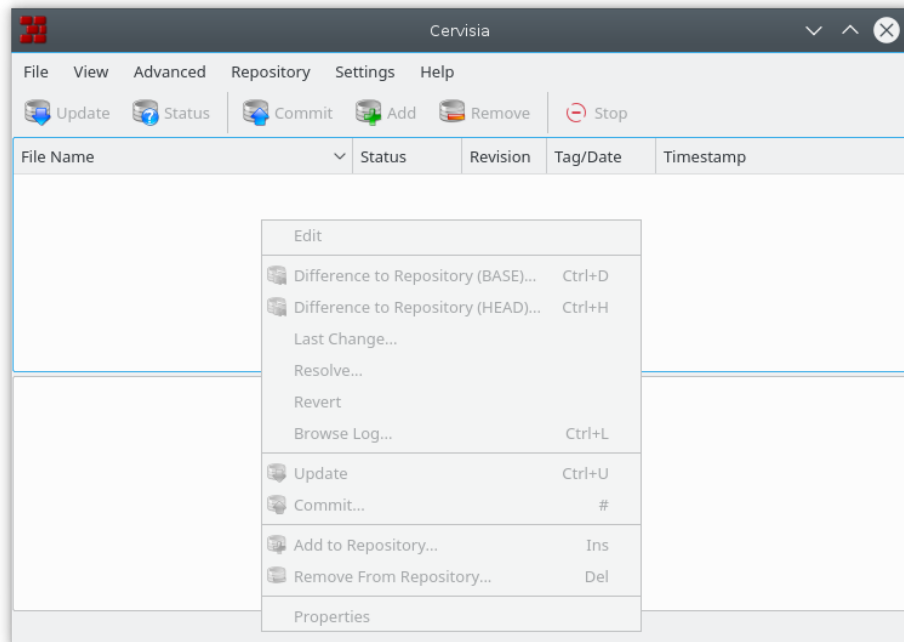 Cervisia
File View Advanced Repository Settings Help
Update Status Commit Add Remove Stop
File Name Status Revision Tag/Date Timestamp
Edit
Difference to Repository (BASE)... Ctrl+D
Difference to Repository (HEAD)... Ctrl+H
Last Change...
Resolve...
Revert
Browse Log... Ctrl+L
Update Ctrl+U
Commit... #
Add to Repository... Ins
Remove From Repository... Del
Properties